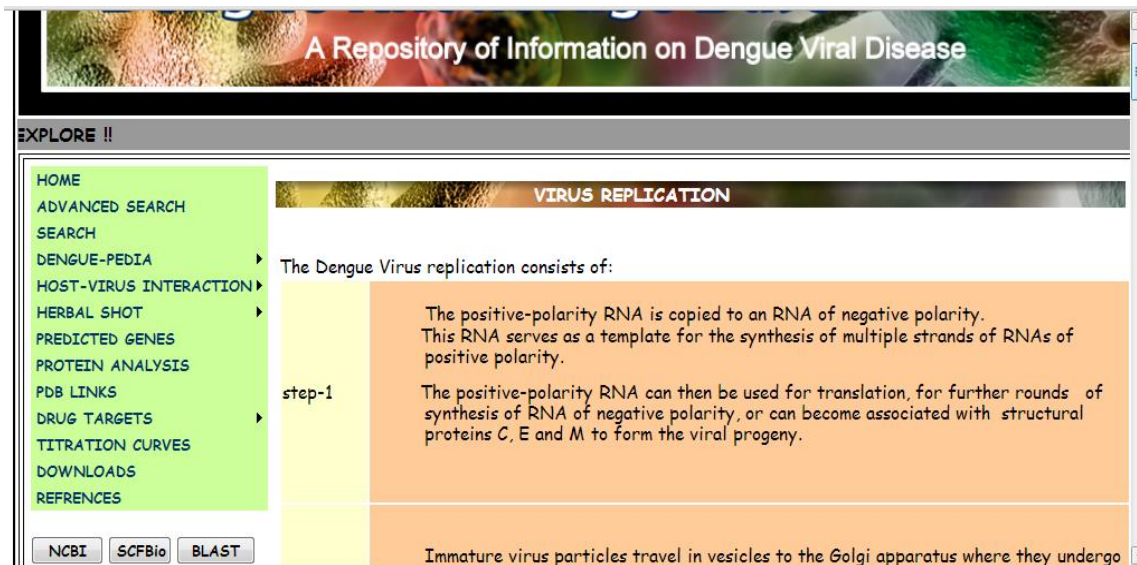 A Repository of Information on Dengue Viral Disease
EXPLORE !!
HOME
ADVANCED SEARCH
SEARCH
DENGUE-PEDIA
HOST-VIRUS INTERACTION
HERBAL SHOT
PREDICTED GENES
PROTEIN ANALYSIS
PDB LINKS
DRUG TARGETS
TITRATION CURVES
DOWNLOADS
REFRENCES
NCBI SCFBio BLAST
VIRUS REPLICATION
The Dengue Virus replication consists of:
step-1
The positive-polarity RNA is copied to an RNA of negative polarity.
This RNA serves as a template for the synthesis of multiple strands of RNAs of
positive polarity.
The positive-polarity RNA can then be used for translation, for further rounds of
synthesis of RNA of negative polarity, or can become associated with structural
proteins C, E and M to form the viral progeny.
Immature virus particles travel in vesicles to the Golgi apparatus where they undergo